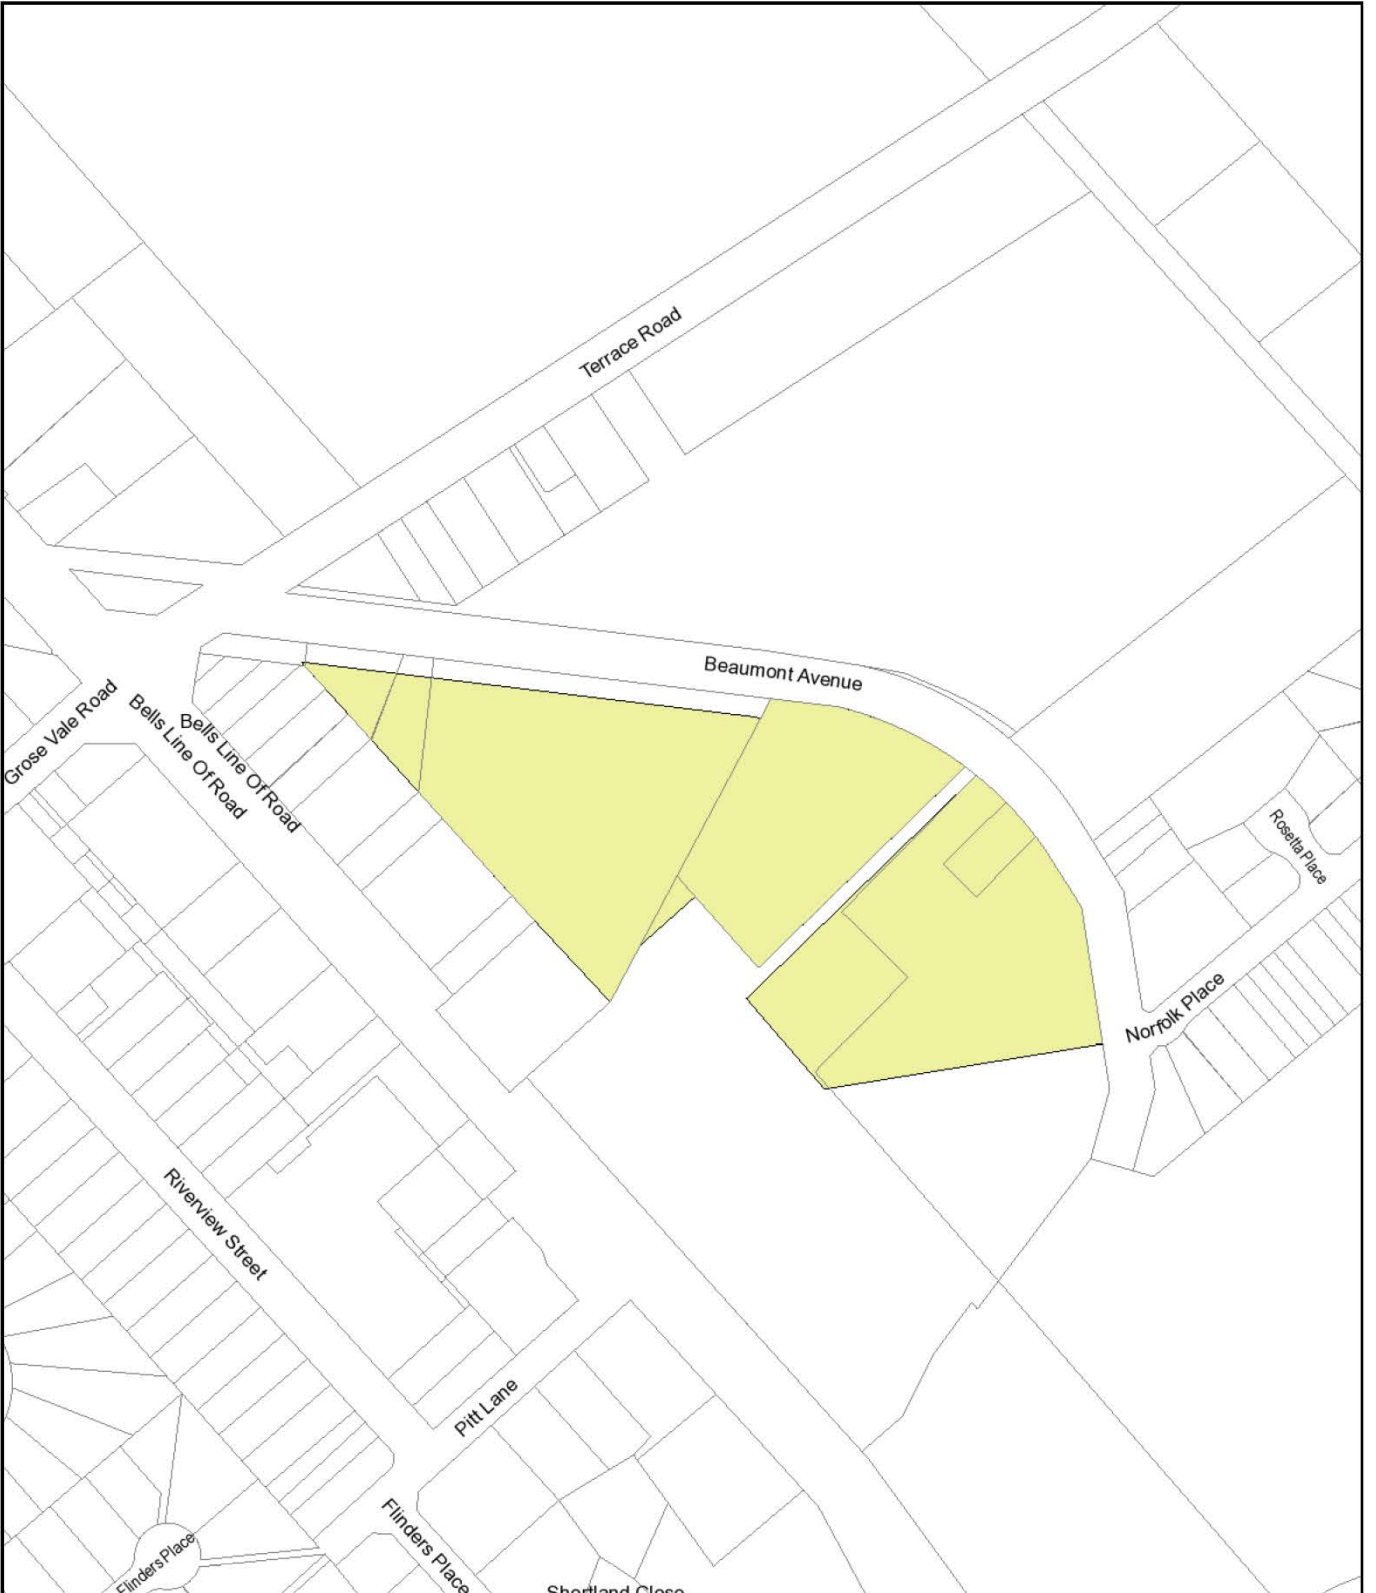 Terrace Road
Beaumont Avenue
Grose Vale Road
Bells Line Of Road
Bells Line Of Road
Rosetta Place
Norfolk Place
Riverview Street
Pitt Lane
Flinders Place
Flinders Place
Shortland Close